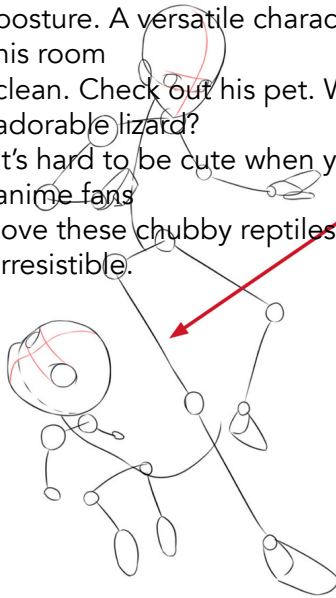 posture. A versatile charac
his room
clean. Check out his pet. W
adorable lizard?
t's hard to be cute when y
anime fans
ove these chubby reptiles
rresistible.